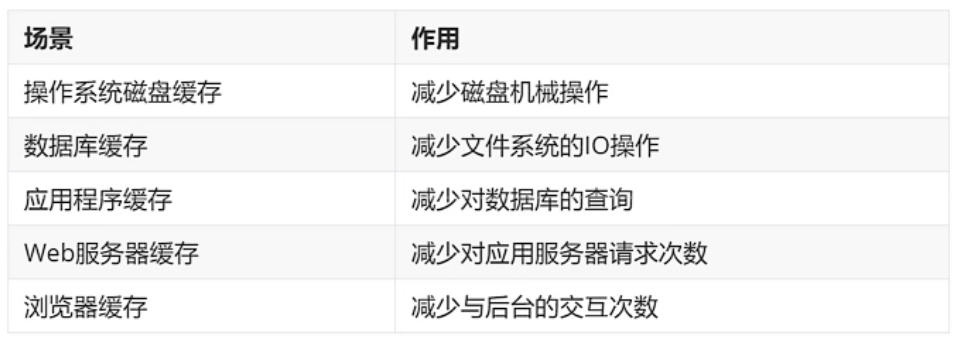 场景 作用
操作系统磁盘缓存 减少磁盘机械操作
数据库缓存 减少文件系统的IO操作
应用程序缓存 减少对数据库的查询
Web服务器缓存 减少对应用服务器请求次数
浏览器缓存 减少与后台的交互次数